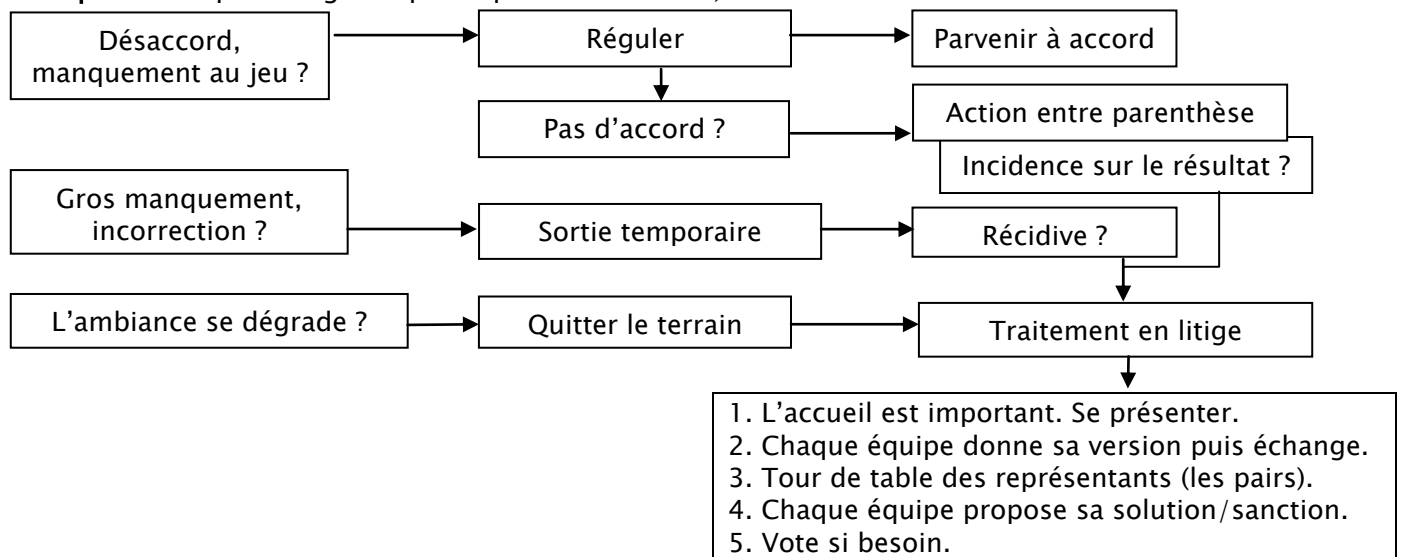 Désaccord,
manquement au jeu ?
Réguler
Parvenir à accord
Pas d'accord ?
Action entre parenthèse
Incidence sur le résultat ?
Gros manquement,
incorrection ?
Sortie temporaire
Récidive ?
L'ambiance se dégrade ?
Quitter le terrain
Traitement en litige
1. L'accueil est important. Se présenter.
2. Chaque équipe donne sa version puis échange.
3. Tour de table des représentants (les pairs).
4. Chaque équipe propose sa solution/sanction.
5. Vote si besoin.